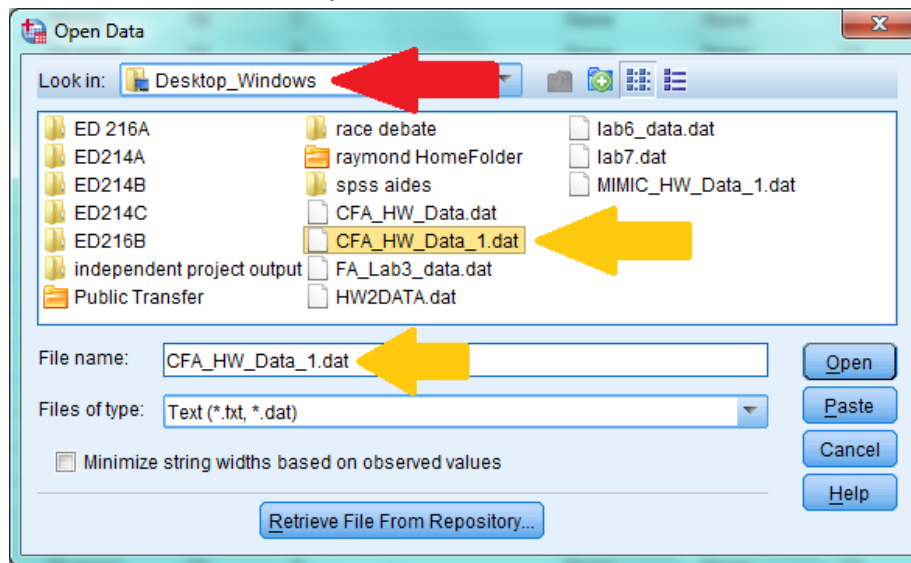 Open Data
Look in: Desktop_Windows
ED 216A
ED214A
ED214B
ED214C
ED216B
independent project output
Public Transfer
race debate
raymond HomeFolder
spss aides
CFA_HW_Data.dat
CFA_HW_Data_1.dat
FA_Lab3_data.dat
HW2DATA.dat
lab6_data.dat
lab7.dat
MIMIC_HW_Data_1.dat
File name: CFA_HW_Data_1.dat
Open
Files of type: Text (*.txt, *.dat)
Paste
Minimize string widths based on observed values
Cancel
Help
Retrieve File From Repository...